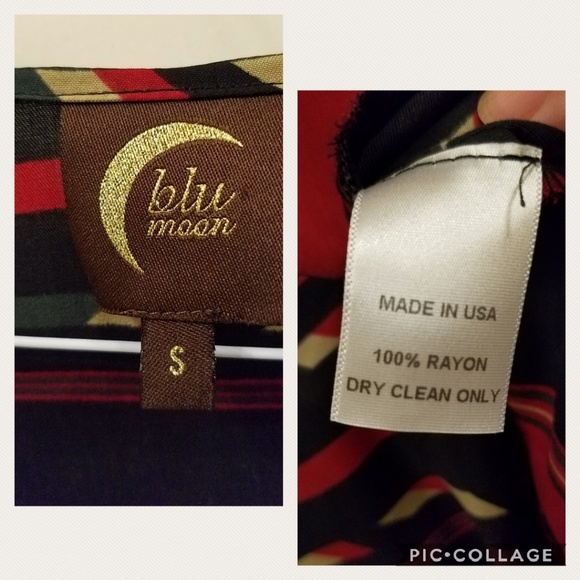 blu
moon
S
MADE IN USA
100% RAYON
DRY CLEAN ONLY
PIC•COLLAGE